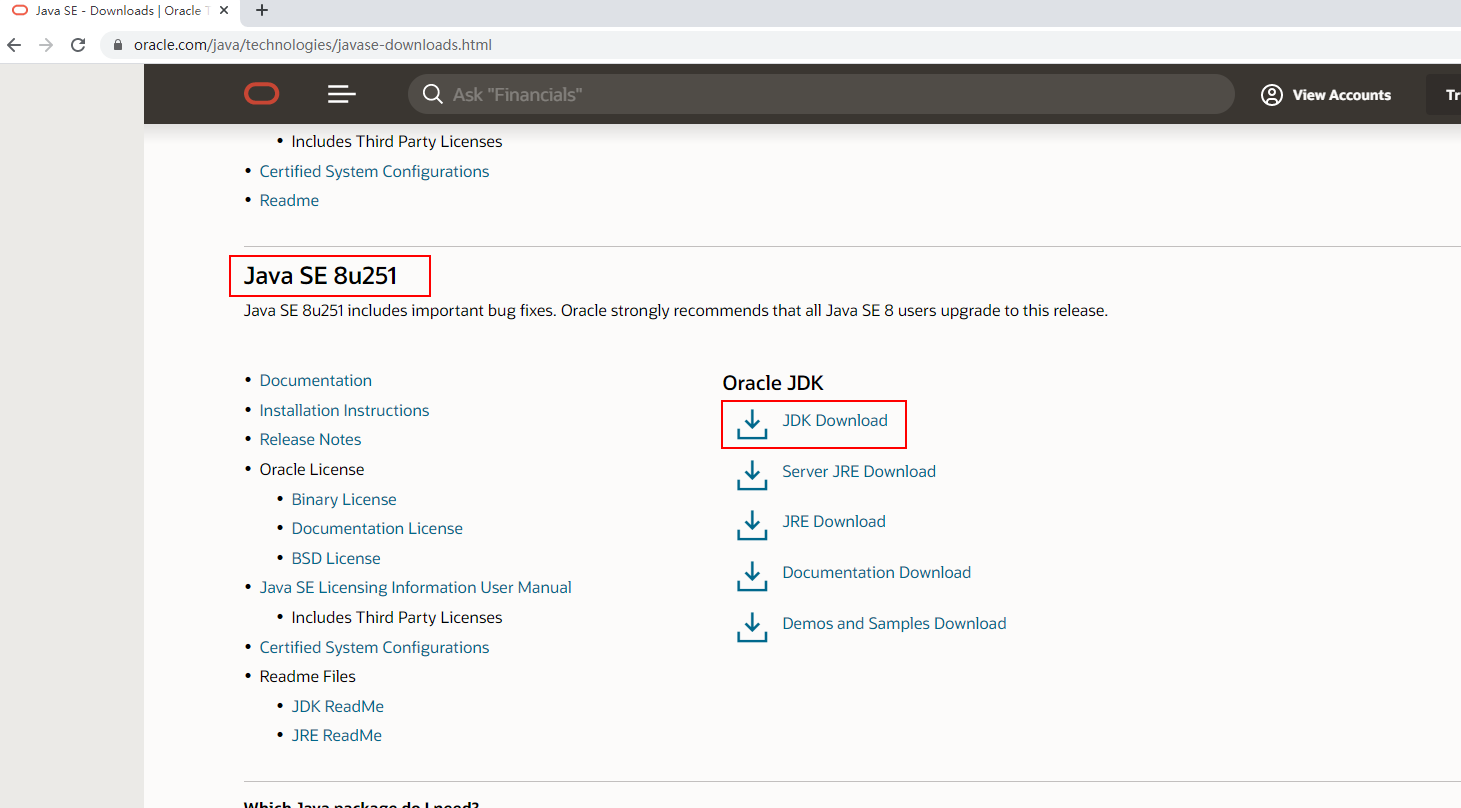 Java SE - Downloads | Oracle
oracle.com/java/technologies/javase-downloads.html
Ask "Financials"
View Accounts
Includes Third Party Licenses
Certified System Configurations
Readme
Java SE 8u251
Java SE 8u251 includes important bug fixes. Oracle strongly recommends that all Java SE 8 users upgrade to this release.
Documentation
Installation Instructions
Release Notes
Oracle License
Binary License
Documentation License
BSD License
Java SE Licensing Information User Manual
Includes Third Party Licenses
Certified System Configurations
Readme Files
JDK ReadMe
JRE ReadMe
Oracle JDK
JDK Download
Server JRE Download
JRE Download
Documentation Download
Demos and Samples Download
Which Java package do I need?